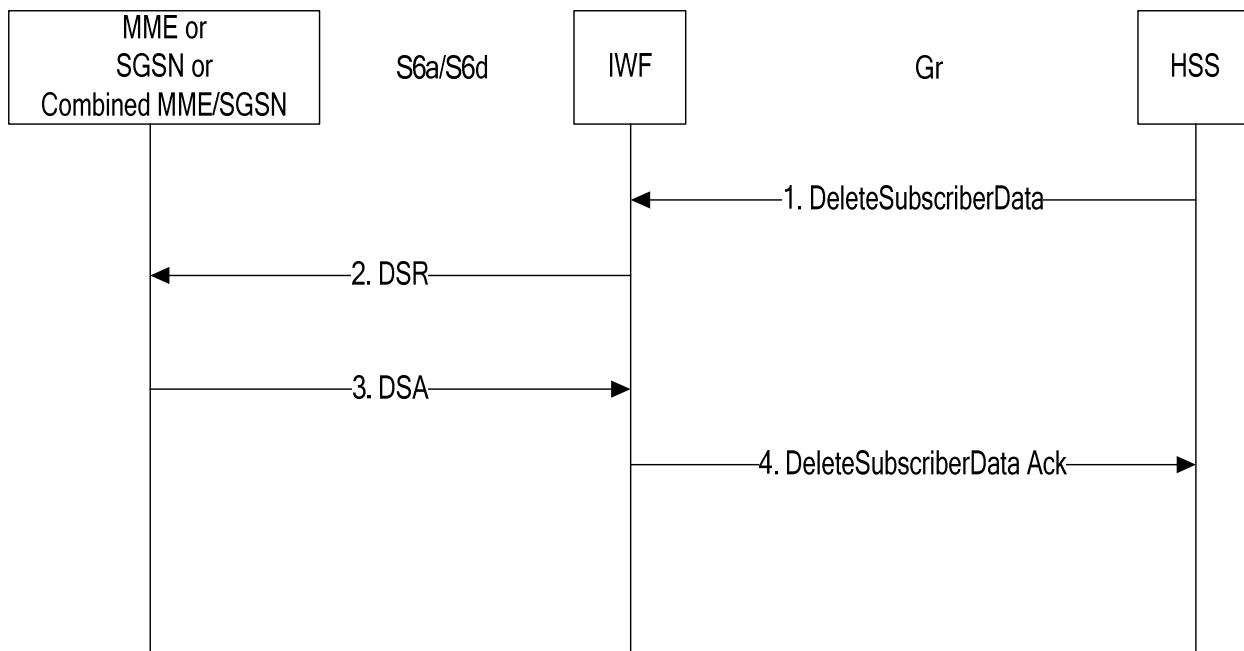 MME or
SGSN or
Combined MME/SGSN
S6a/S6d
IWF
Gr
HSS
1. DeleteSubscriberData
2. DSR
3. DSA
4. DeleteSubscriberData Ack